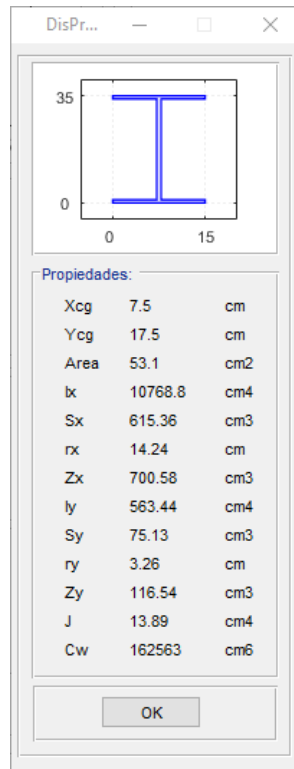 DisPr...
35
0
0 15
Propiedades:
Xcg 7.5 cm
Ycg 17.5 cm
Area 53.1 cm2
Ix 10768.8 cm4
Sx 615.36 cm3
rx 14.24 cm
Zx 700.58 cm3
Iy 563.44 cm4
Sy 75.13 cm3
ry 3.26 cm
Zy 116.54 cm3
J 13.89 cm4
Cw 162563 cm6
OK